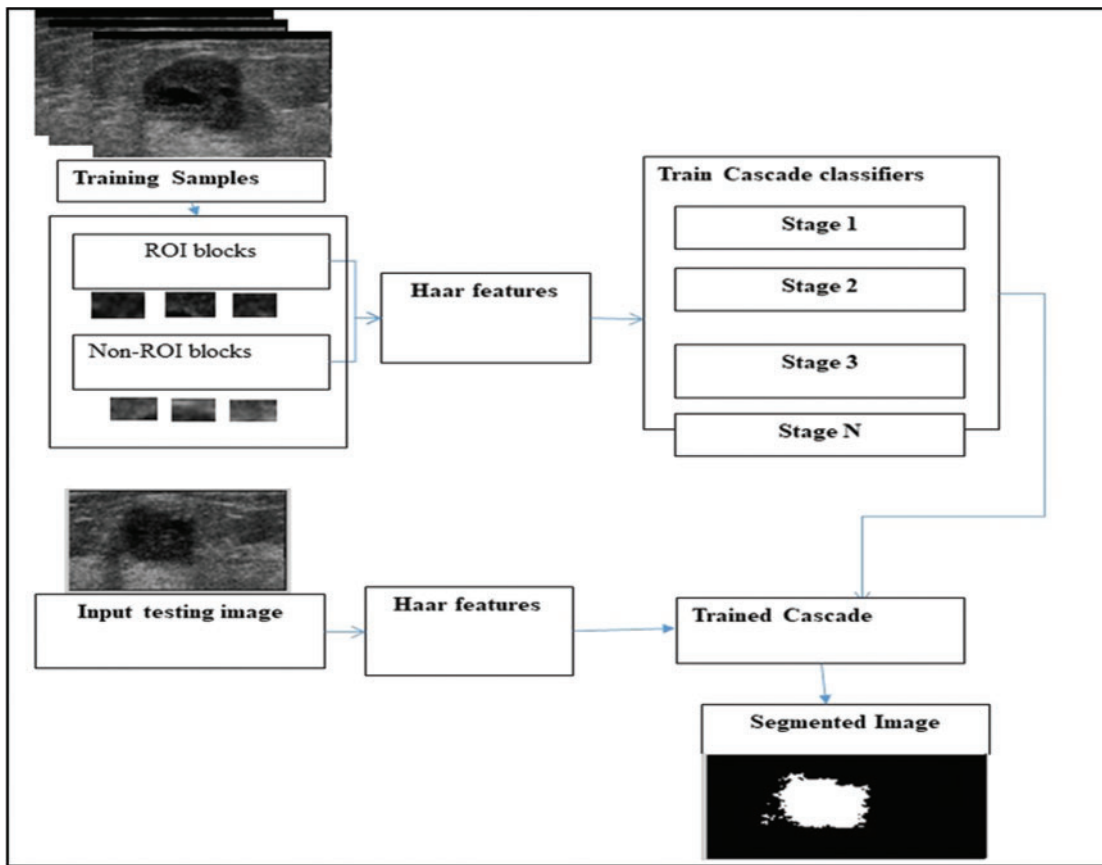 Training Samples
ROI blocks
Non-ROI blocks
Haar features
Train Cascade classifiers
Stage 1
Stage 2
Stage 3
Stage N
Input testing image
Haar features
Trained Cascade
Segmented Image